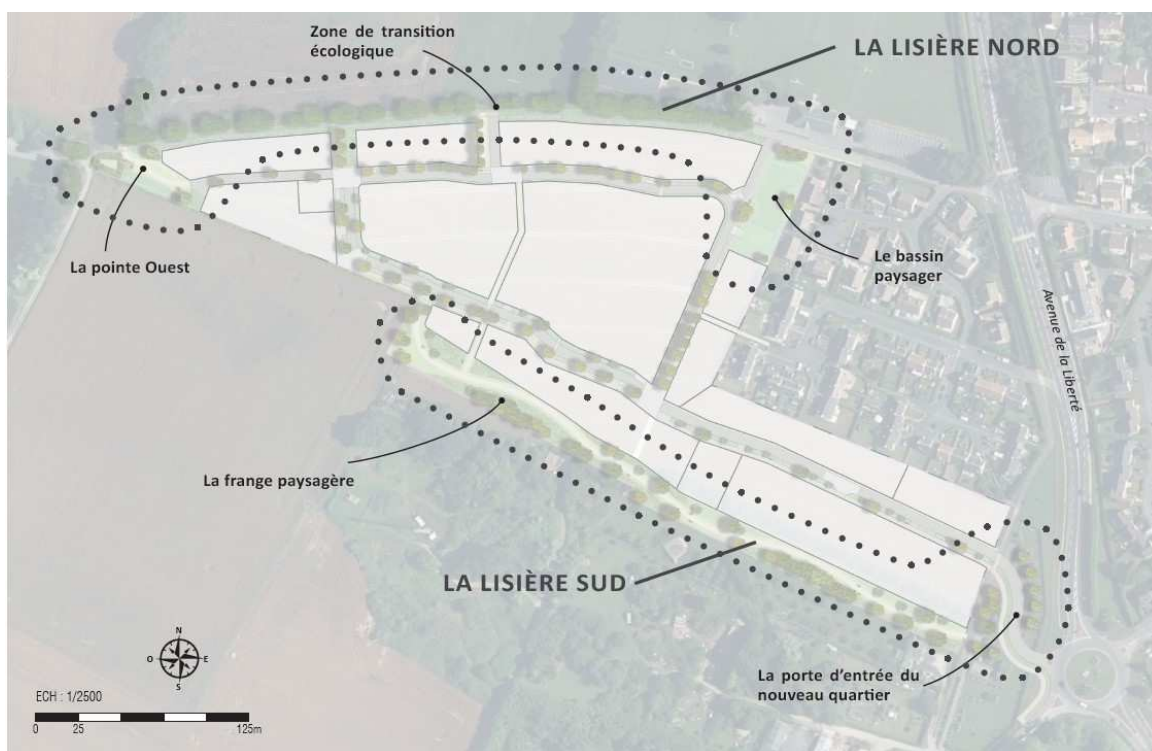 Zone de transition
écologique
LA LISIÈRE NORD
La pointe Ouest
Le bassin
paysager
Avenue de la Liberté
La frange paysagère
LA LISIÈRE SUD
La porte d'entrée du
nouveau quartier
N
O
E
S
ECH : 1/2500
0 25 125m